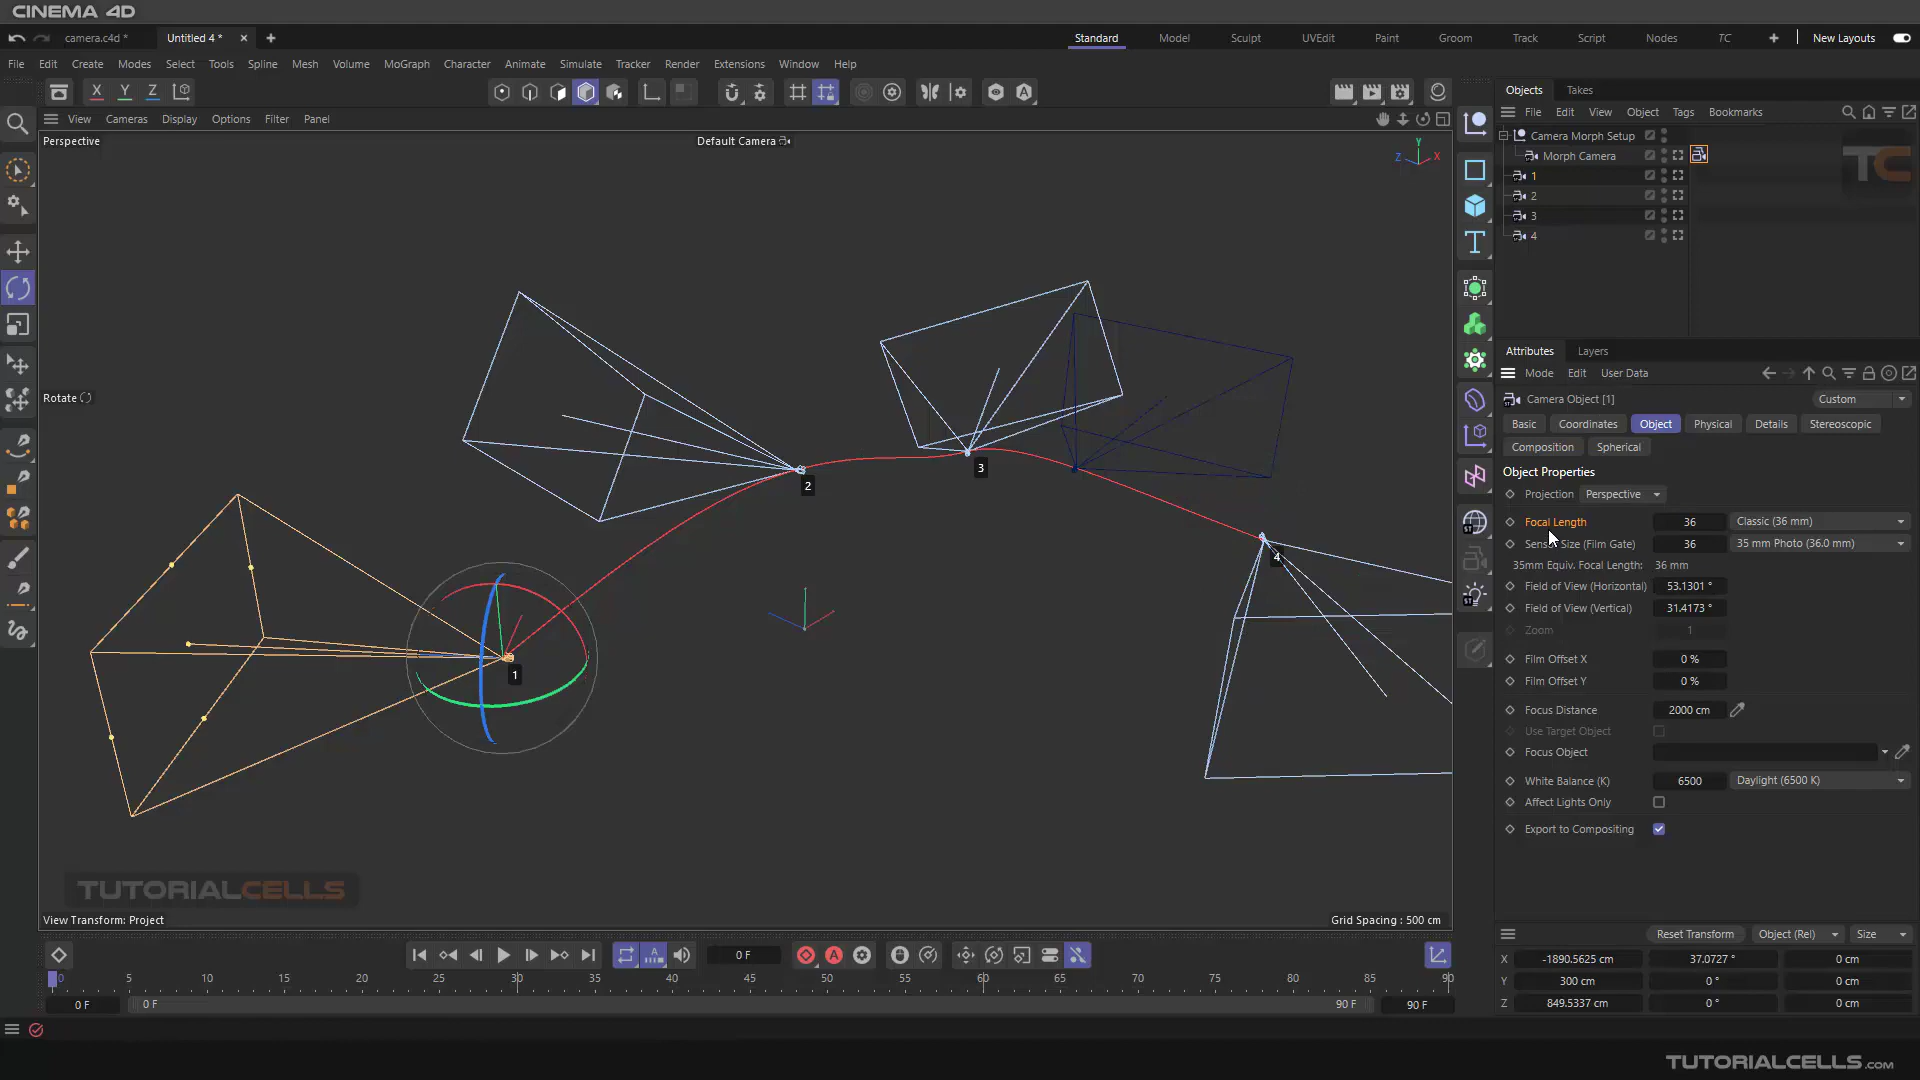 CINEMA 4D
camera.c4d *
Untitled 4 *
Standard
Model
Sculpt
UVEdit
Paint
Groom
Track
Script
Nodes
TC
New Layouts
File Edit Create Modes Select Tools Spline Mesh Volume MoGraph Character Animate Simulate Tracker Render Extensions Window Help
X Y Z
View Cameras Display Options Filter Panel
Perspective
Default Camera
Y
Z X
Rotate
2
3
4
1
TUTORIALCELLS
View Transform: Project
Grid Spacing : 500 cm
Objects Takes
File Edit View Object Tags Bookmarks
Camera Morph Setup
Morph Camera
1
2
3
4
TC
Attributes Layers
Mode Edit User Data
Camera Object [1]
Custom
Basic Coordinates Object Physical Details Stereoscopic
Composition Spherical
Object Properties
Projection Perspective
Focal Length 36 Classic (36 mm)
Size (Film Gate) 36 35 mm Photo (36.0 mm)
35mm Equiv. Focal Length: 36 mm
Field of View (Horizontal) 53.1301 °
Field of View (Vertical) 31.4173 °
Zoom 1
Film Offset X 0 %
Film Offset Y 0 %
Focus Distance 2000 cm
Use Target Object
Focus Object
White Balance (K) 6500 Daylight (6500 K)
Affect Lights Only
Export to Compositing
0 F
0 5 10 15 20 25 30 35 40 45 50 55 60 65 70 75 80 85 90
0 F 0 F 90 F 90 F
Reset Transform Object (Rel) Size
X -1890.5625 cm 37.0727 ° 0 cm
Y 300 cm 0 ° 0 cm
Z 849.5337 cm 0 ° 0 cm
TUTORIALCELLS.com